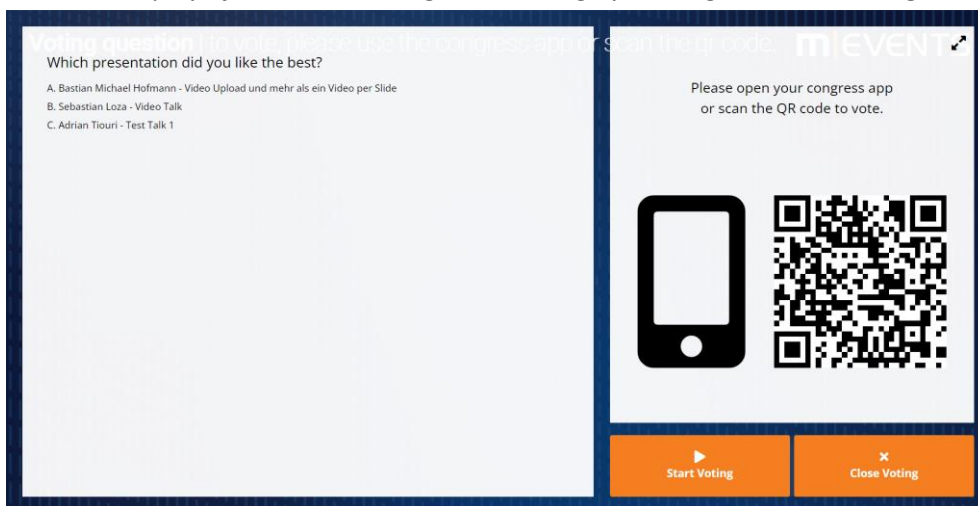 Voting question | to vote, please use the congress app or scan the qr code.
m|EVENT
Which presentation did you like the best?
A. Bastian Michael Hofmann - Video Upload und mehr als ein Video per Slide
B. Sebastian Loza - Video Talk
C. Adrian Tiouri - Test Talk 1
Please open your congress app
or scan the QR code to vote.
Start Voting
Close Voting